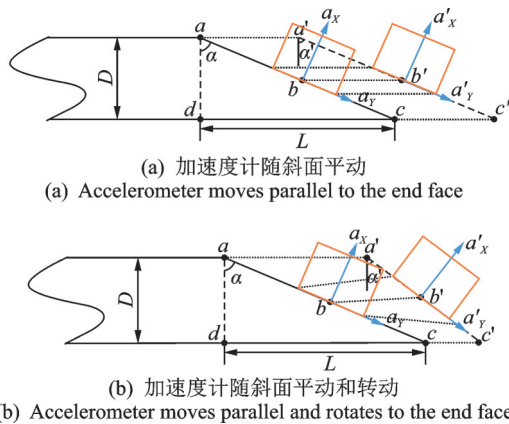 a a' a_X a'_X
D α α' b b'
a_Y a'_Y
d c c'
L
(a) 加速度计随斜面平动
(a) Accelerometer moves parallel to the end face
a a_X a' a'_X
D α α b b'
a_Y a'_Y
d c c'
L
(b) 加速度计随斜面平动和转动
(b) Accelerometer moves parallel and rotates to the end face